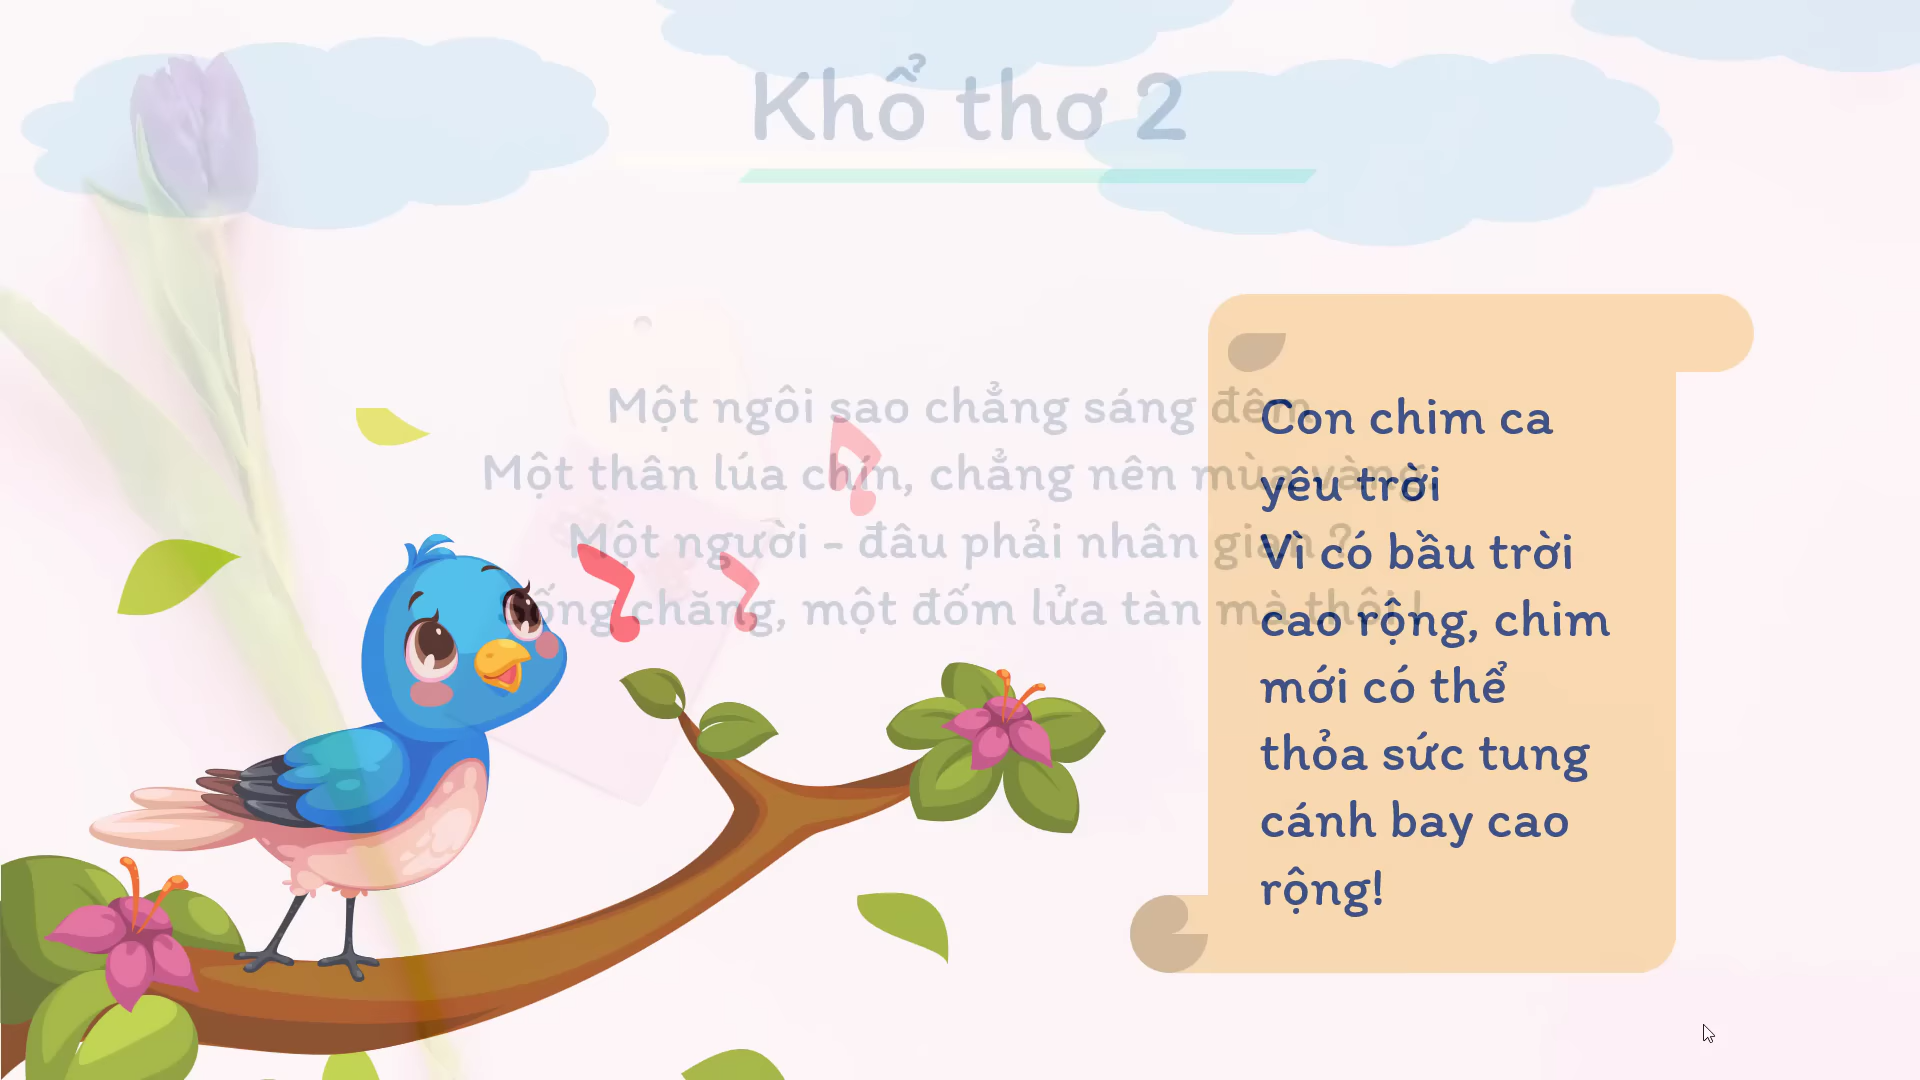 Khổ thơ 2
Một ngôi sao chẳng sáng đêm
Một thân lúa chín, chẳng nên mùa vàng.
Một người - đâu phải nhân gian ?
Sống chăng, một đốm lửa tàn mà thôi !
Con chim ca
yêu trời
Vì có bầu trời
cao rộng, chim
mới có thể
thỏa sức tung
cánh bay cao
rộng!